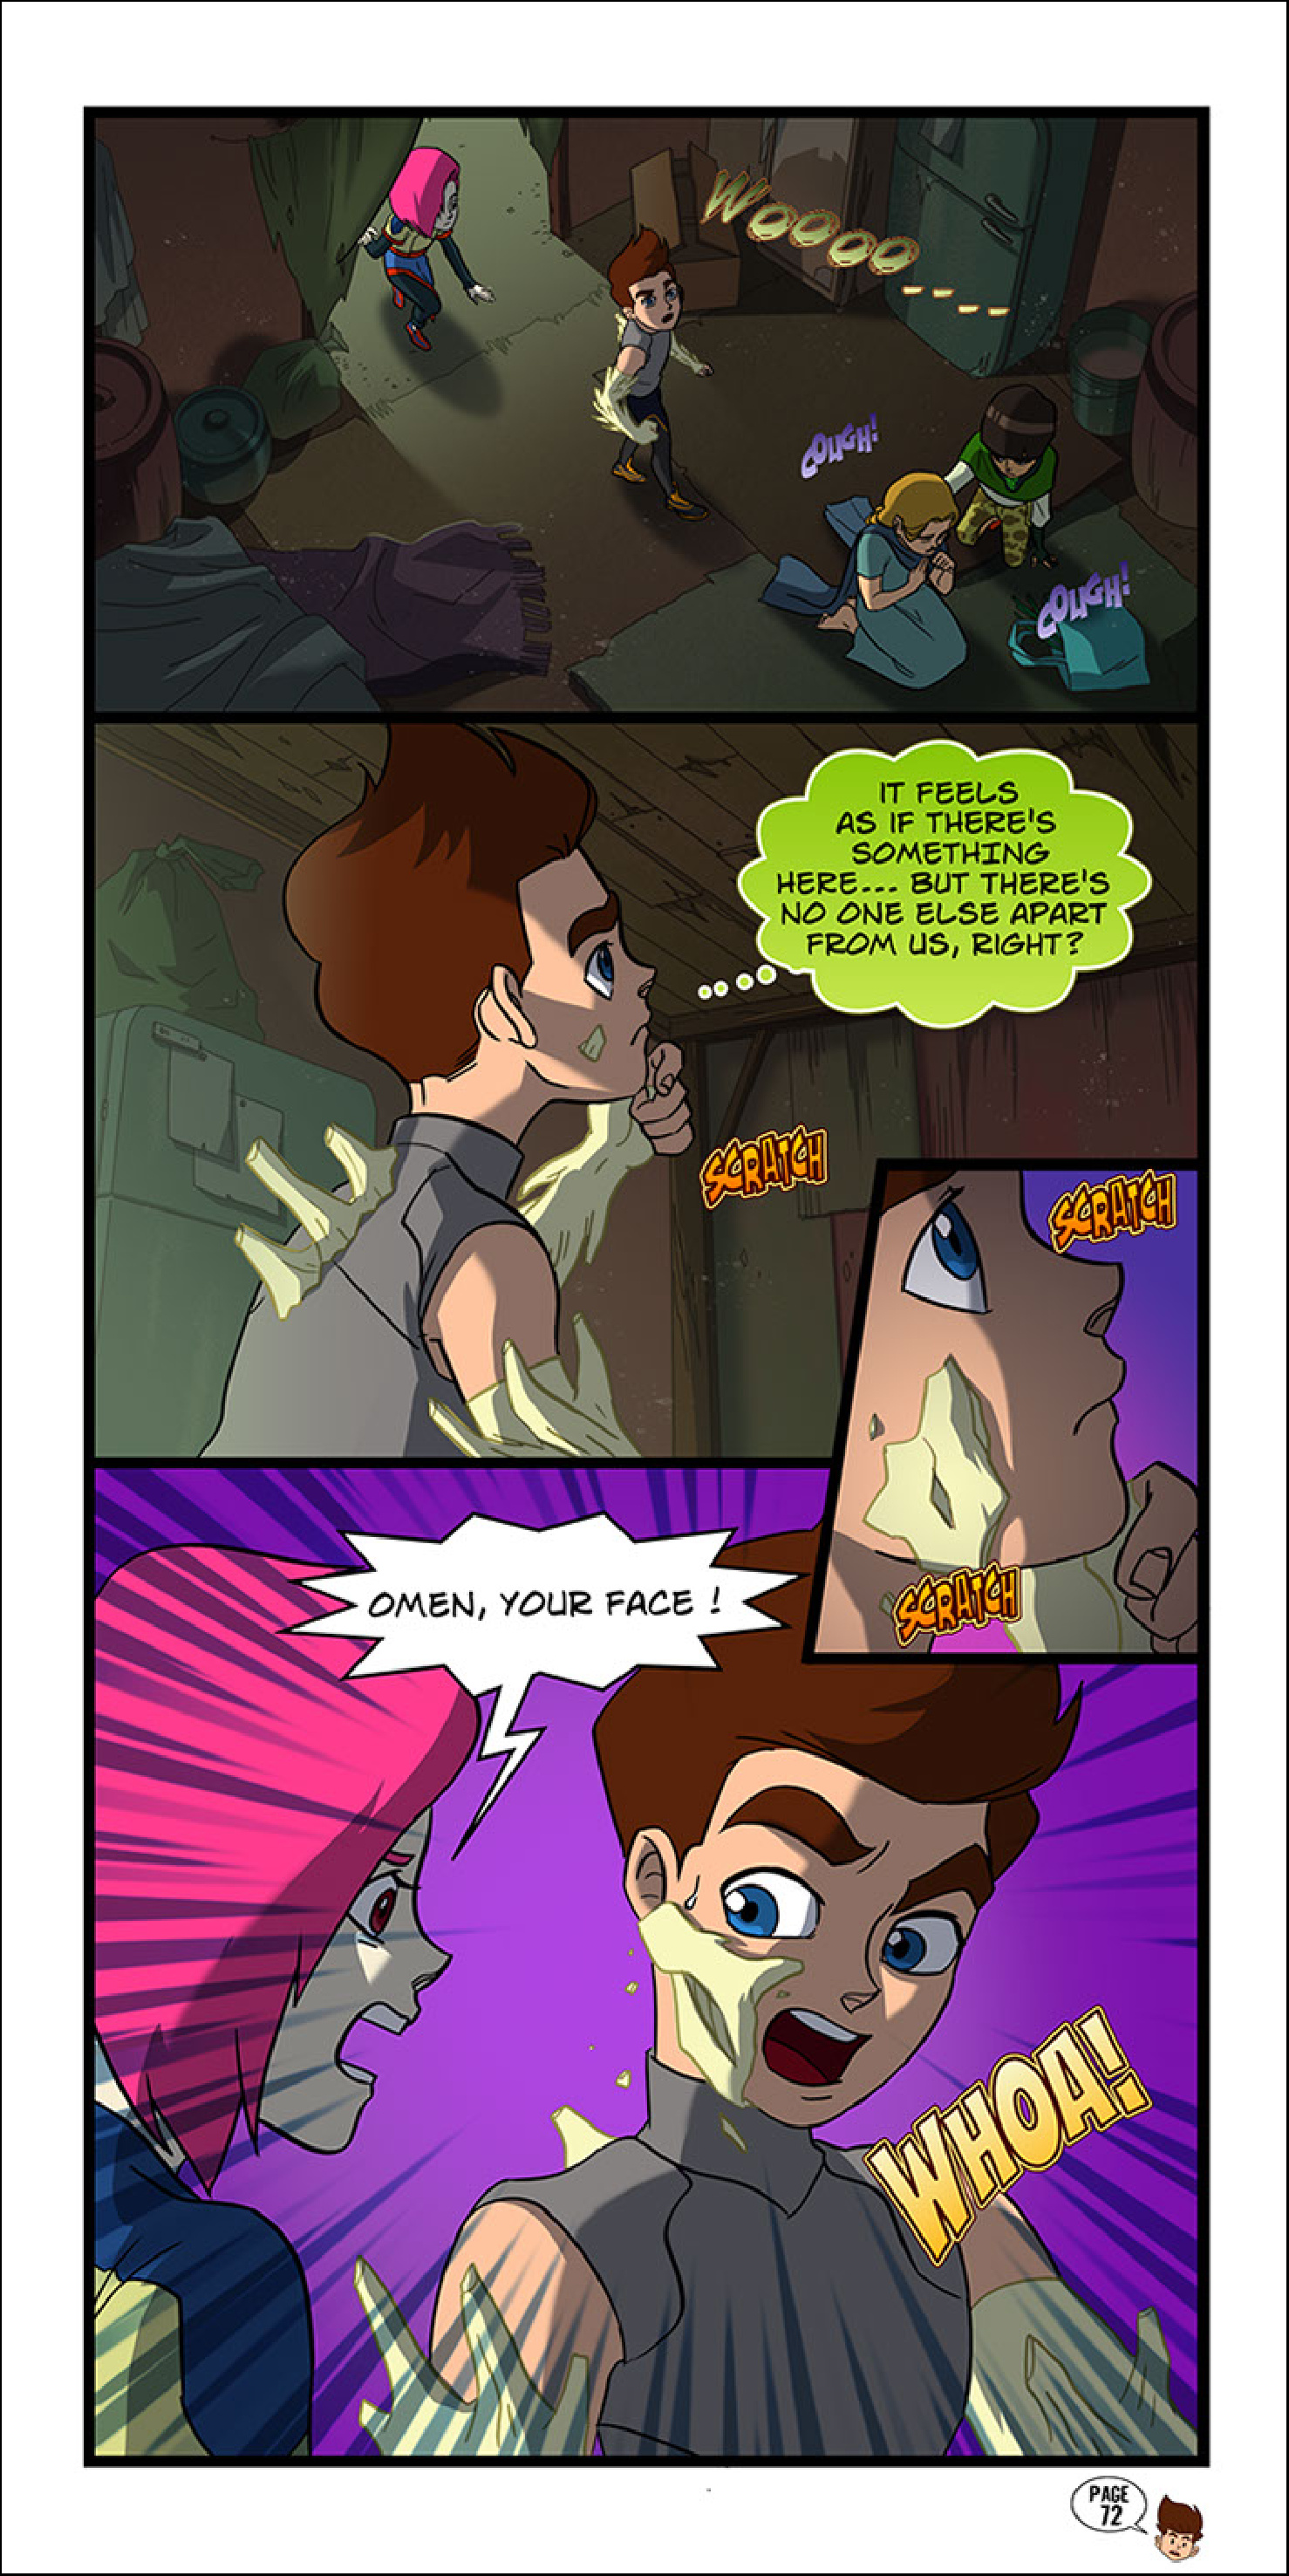 WOOOO----
COUGH!
COUGH!
IT FEELS
AS IF THERE'S
SOMETHING
HERE... BUT THERE'S
NO ONE ELSE APART
FROM US, RIGHT?
SCRATCH
SCRATCH
SCRATCH
OMEN, YOUR FACE !
WHOA!
PAGE
72